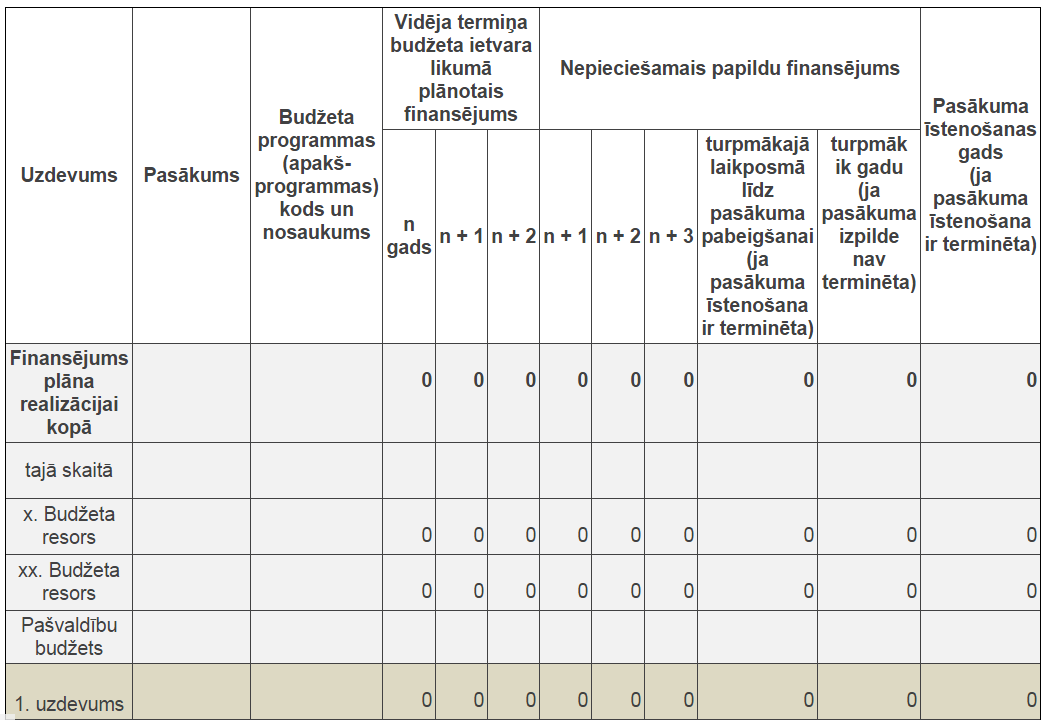 Uzdevums
Pasākums
Budžeta
programmas
(apakš-
programmas)
kods un
nosaukums
Vidēja termiņa
budžeta ietvara
likumā
plānotais
finansējums
Nepieciešamais papildu finansējums
Pasākuma
īstenošanas
gads
(ja
pasākuma
īstenošana
ir terminēta)
n
gads
n + 1
n + 2
n + 1
n + 2
n + 3
turpmākajā
laikposmā
līdz
pasākuma
pabeigšanai
(ja
pasākuma
īstenošana
ir terminēta)
turpmāk
ik gadu
(ja
pasākuma
izpilde
nav
terminēta)
Finansējums
plāna
realizācijai
kopā
0 0 0 0 0 0 0 0 0
tajā skaitā
x. Budžeta
resors
0 0 0 0 0 0 0 0 0
xx. Budžeta
resors
0 0 0 0 0 0 0 0 0
Pašvaldību
budžets
1. uzdevums 0 0 0 0 0 0 0 0 0